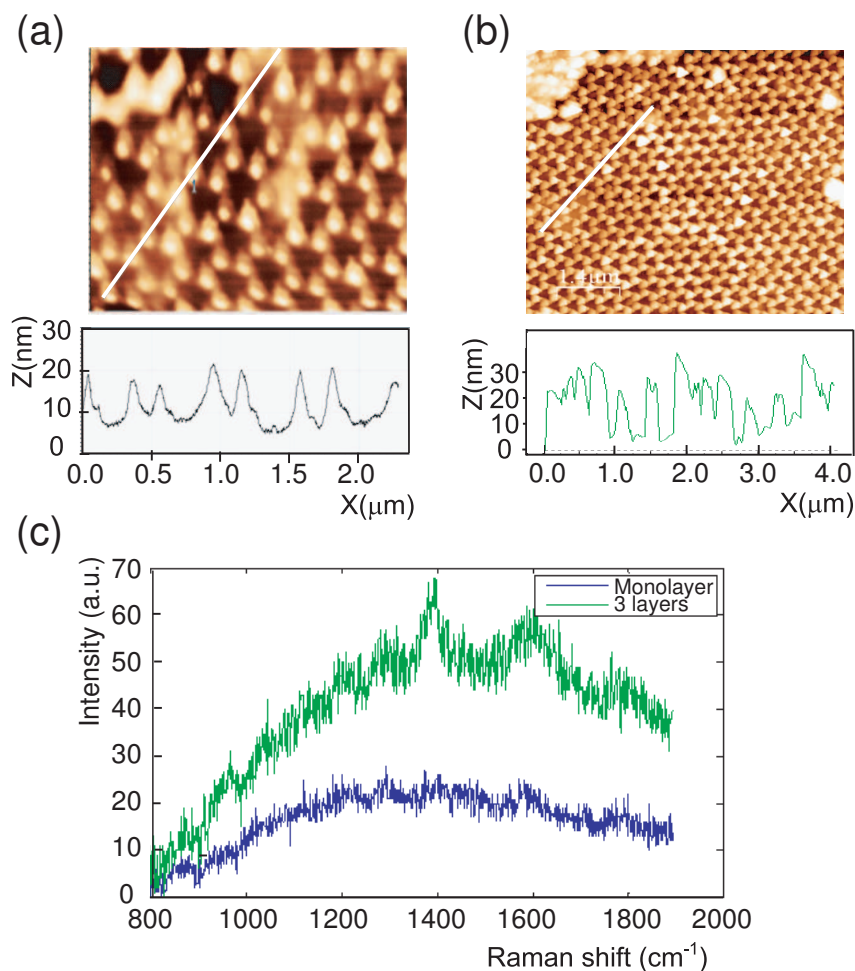 (a)
(b)
1
1.4μm
Z(nm)
30
20
10
0
0.0 0.5 1.0 1.5 2.0
X(μm)
Z(nm)
30
20
10
0
0.0 1.0 2.0 3.0 4.0
X(μm)
(c)
Intensity (a.u.)
70
60
50
40
30
20
10
0
Monolayer
3 layers
800 1000 1200 1400 1600 1800 2000
Raman shift (cm⁻¹)